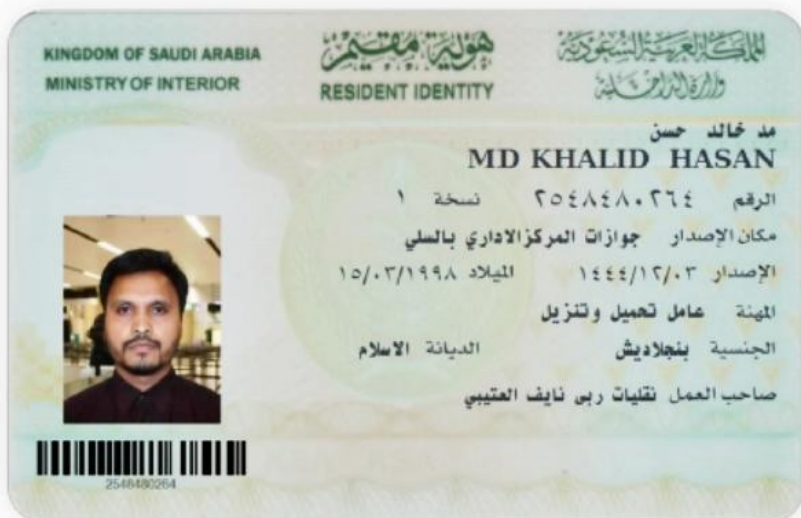 KINGDOM OF SAUDI ARABIA
MINISTRY OF INTERIOR
هوية مقيم
RESIDENT IDENTITY
المملكة العربية السعودية
وزارة الداخلية
مد خالد حسن
MD KHALID HASAN
الرقم ٢٥٤٨٤٨٠٢٦٤ نسخة ١
مكان الإصدار جوازات المركز الاداري بالسلي
الإصدار ١٤٤٤/١٢/٠٣ الميلاد ١٥/٠٣/١٩٩٨
المهنة عامل تحميل وتنزيل
الجنسية بنجلاديش الديانة الاسلام
صاحب العمل نقليات ربى نايف العتيبي
2548480264